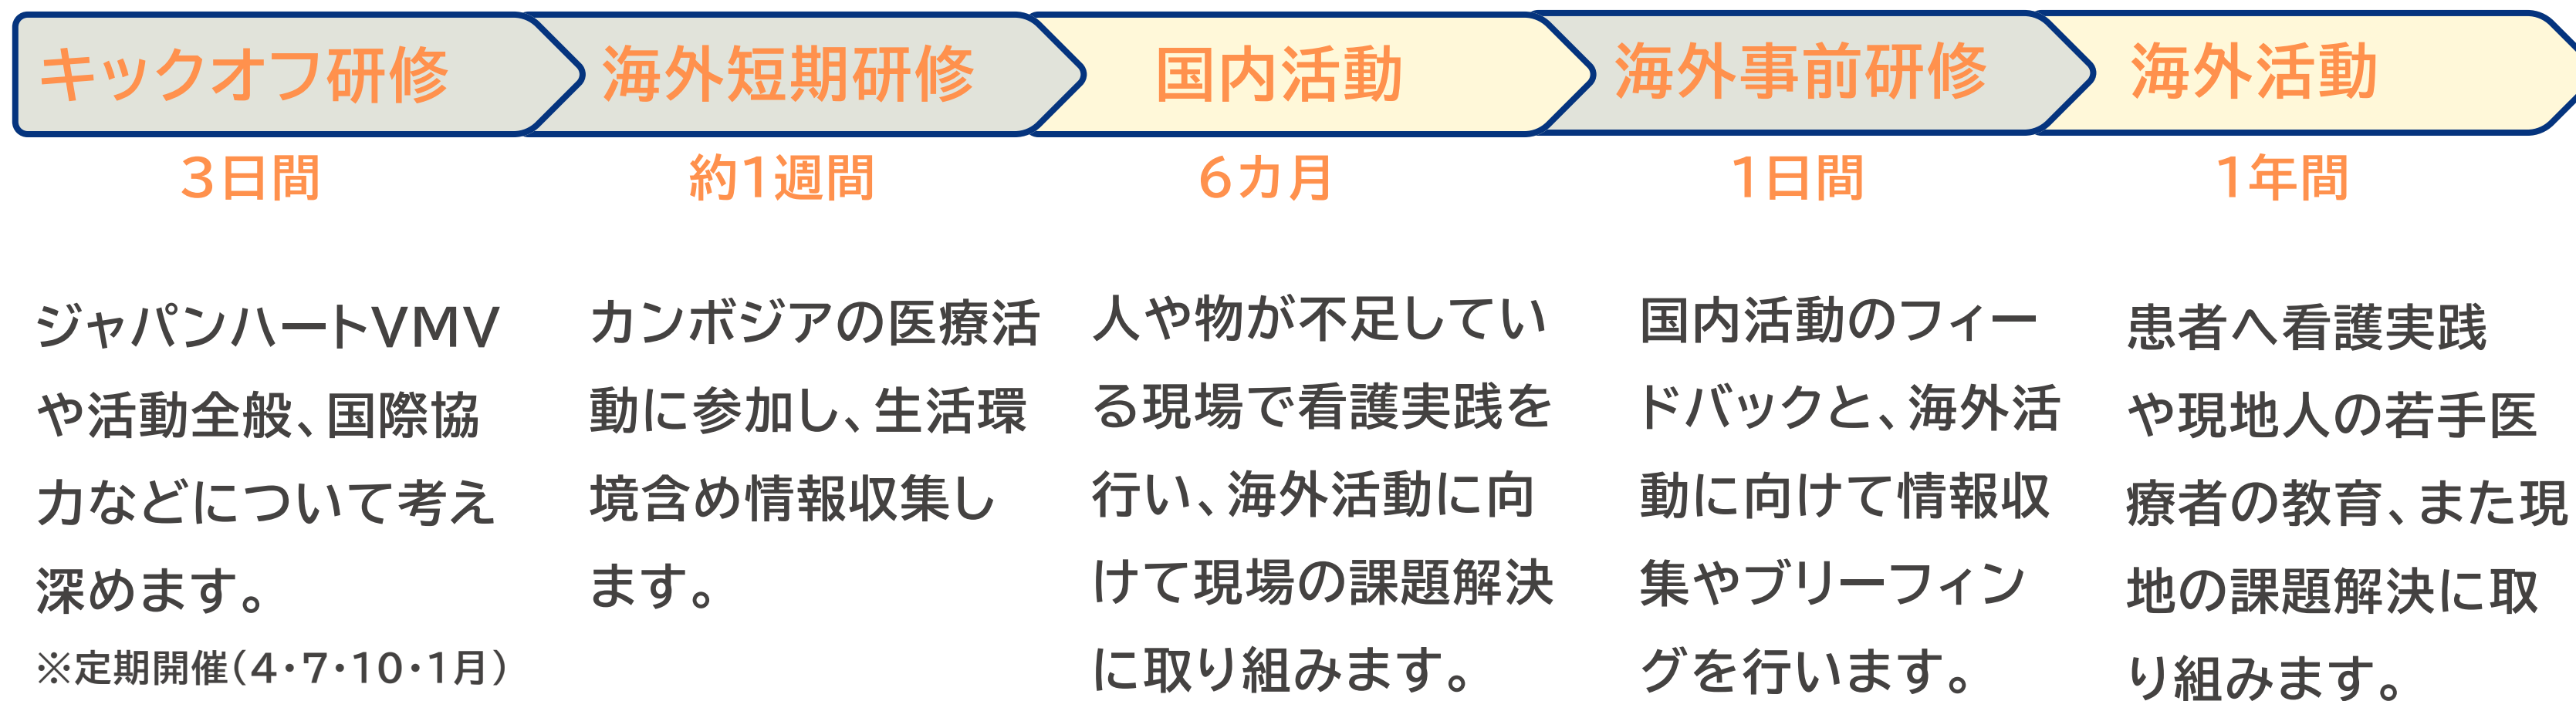 キックオフ研修
海外短期研修
国内活動
海外事前研修
海外活動
3日間
約1週間
6カ月
1日間
1年間
ジャパンハートVMV
や活動全般、国際協
力などについて考え
深めます。
※定期開催(4・7・10・1月)
カンボジアの医療活
動に参加し、生活環
境含め情報収集し
ます。
人や物が不足してい
る現場で看護実践を
行い、海外活動に向
けて現場の課題解決
に取り組みます。
国内活動のフィー
ドバックと、海外活
動に向けて情報収
集やブリーフィン
グを行います。
患者へ看護実践
や現地人の若手医
療者の教育、また現
地の課題解決に取
り組みます。